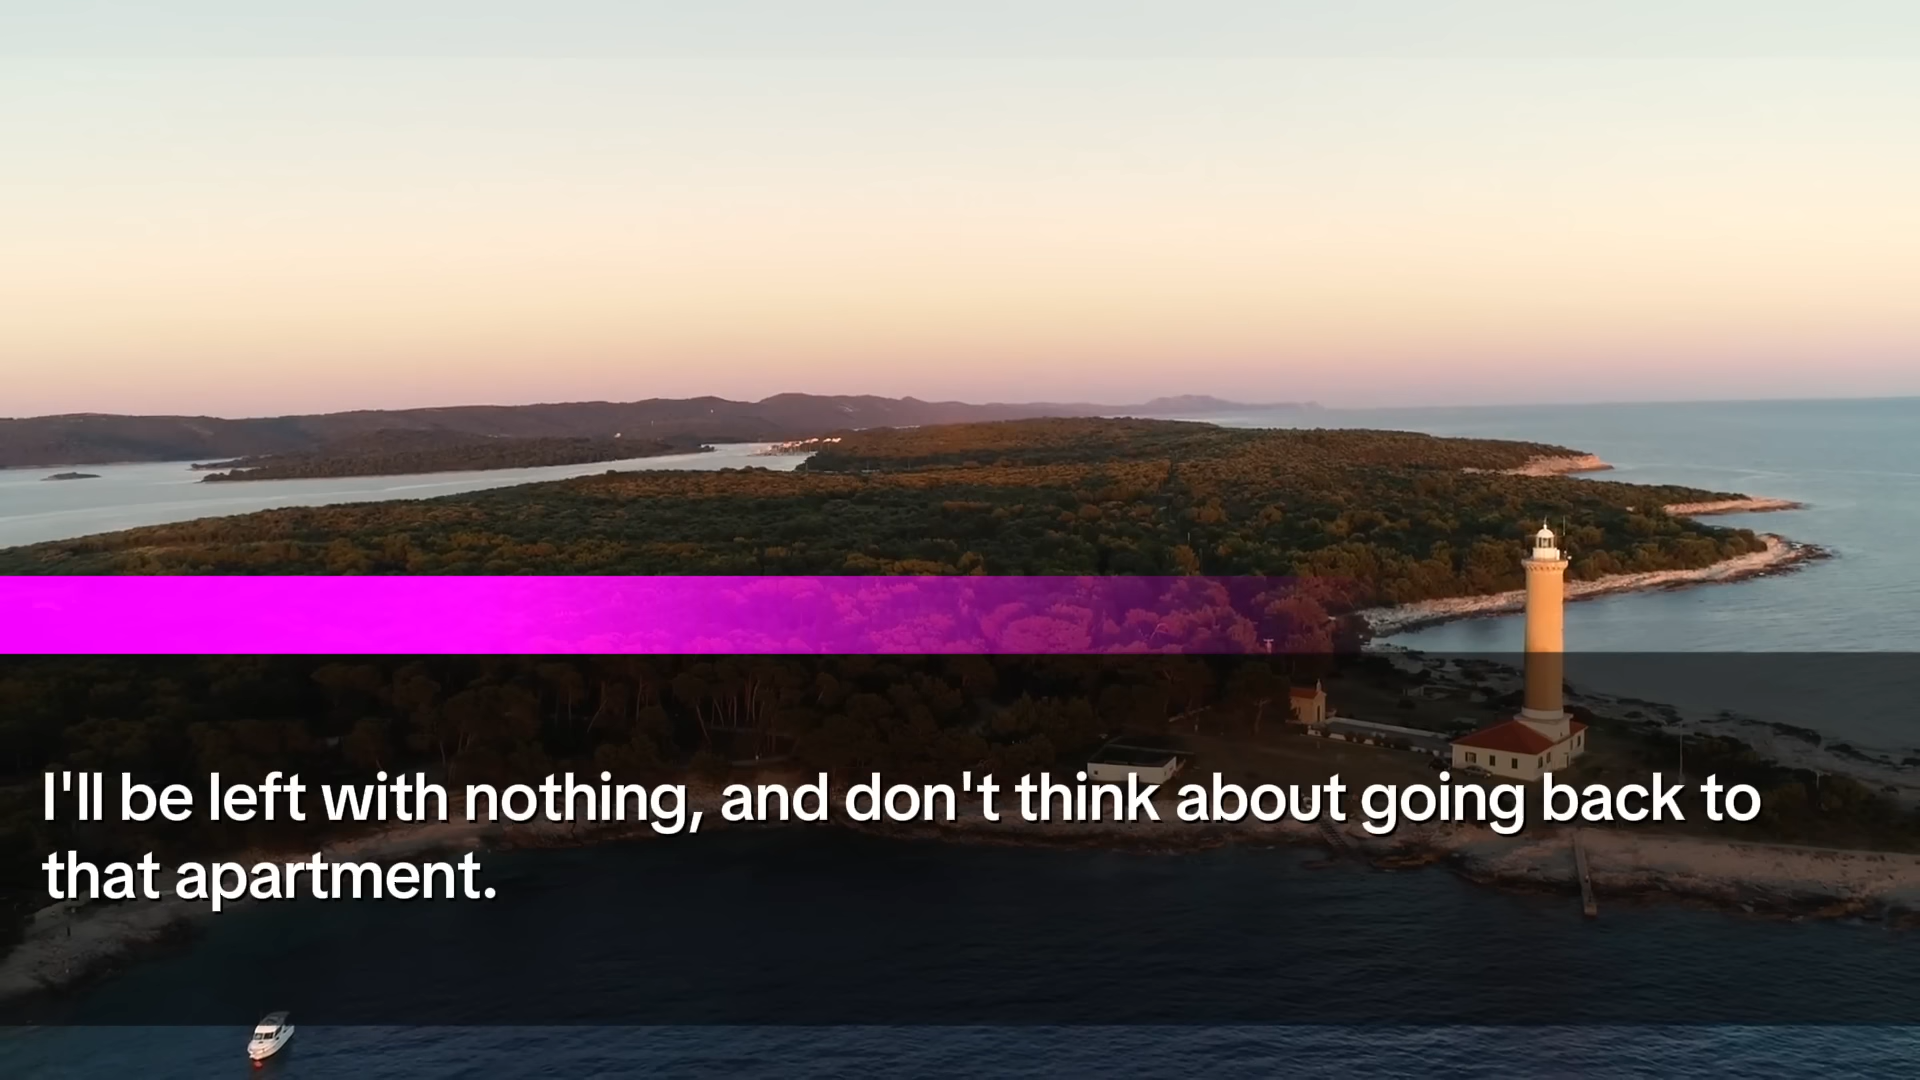 I'll be left with nothing, and don't think about going back to
that apartment.